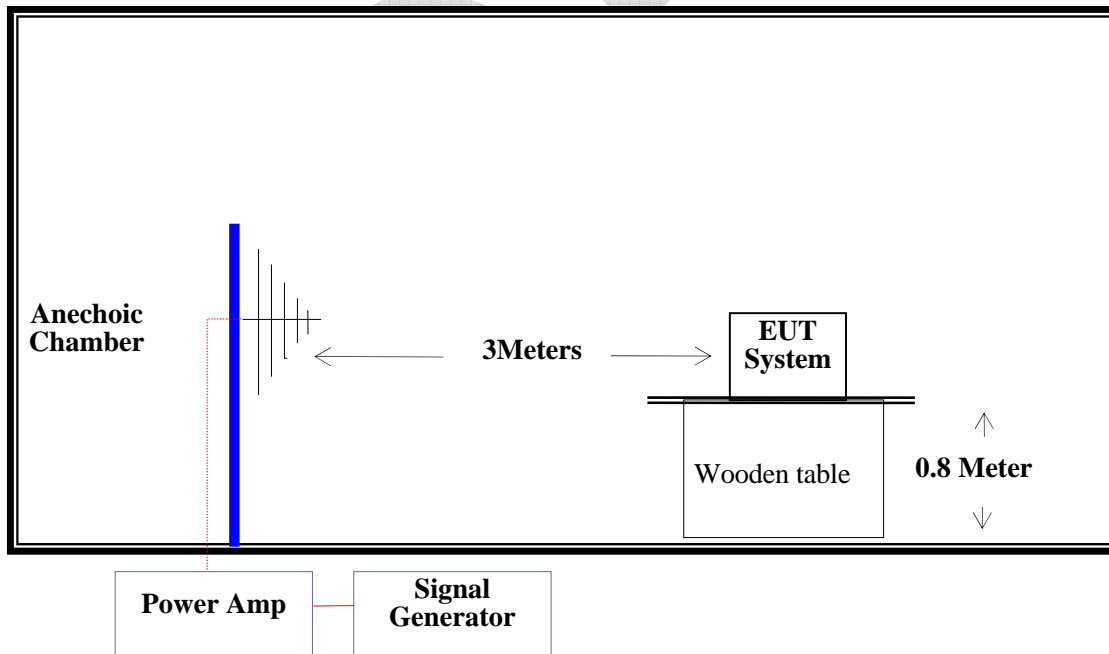 Anechoic
Chamber
3Meters
EUT
System
Wooden table
0.8 Meter
Power Amp
Signal
Generator